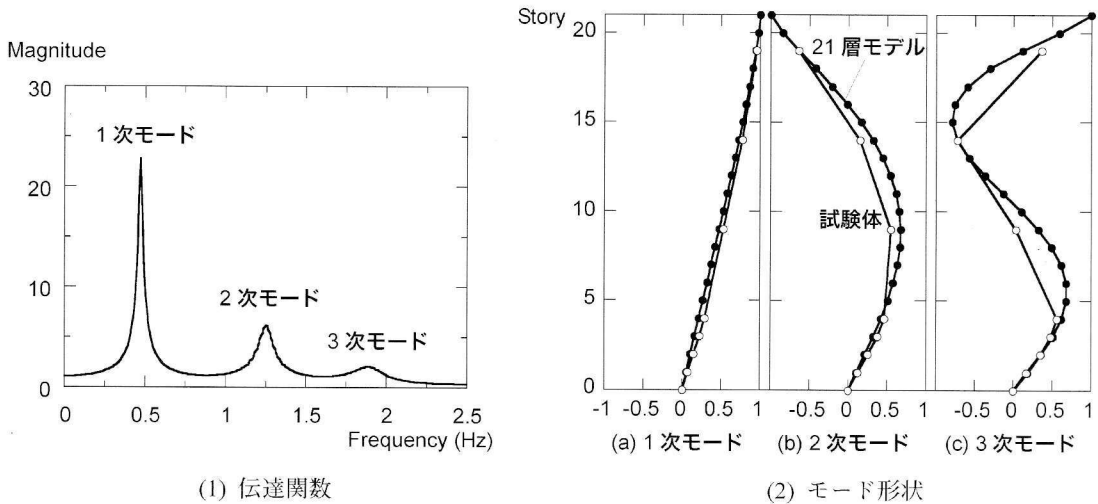 Magnitude
30
20
10
0
1 次モード
2 次モード
3 次モード
0 0.5 1 1.5 2 2.5
Frequency (Hz)
(1) 伝達関数
Story
20
15
10
5
0
21 層モデル
試験体
-1 -0.5 0 0.5 1
-0.5 0 0.5 1
-0.5 0 0.5 1
(a) 1 次モード (b) 2 次モード (c) 3 次モード
(2) モード形状